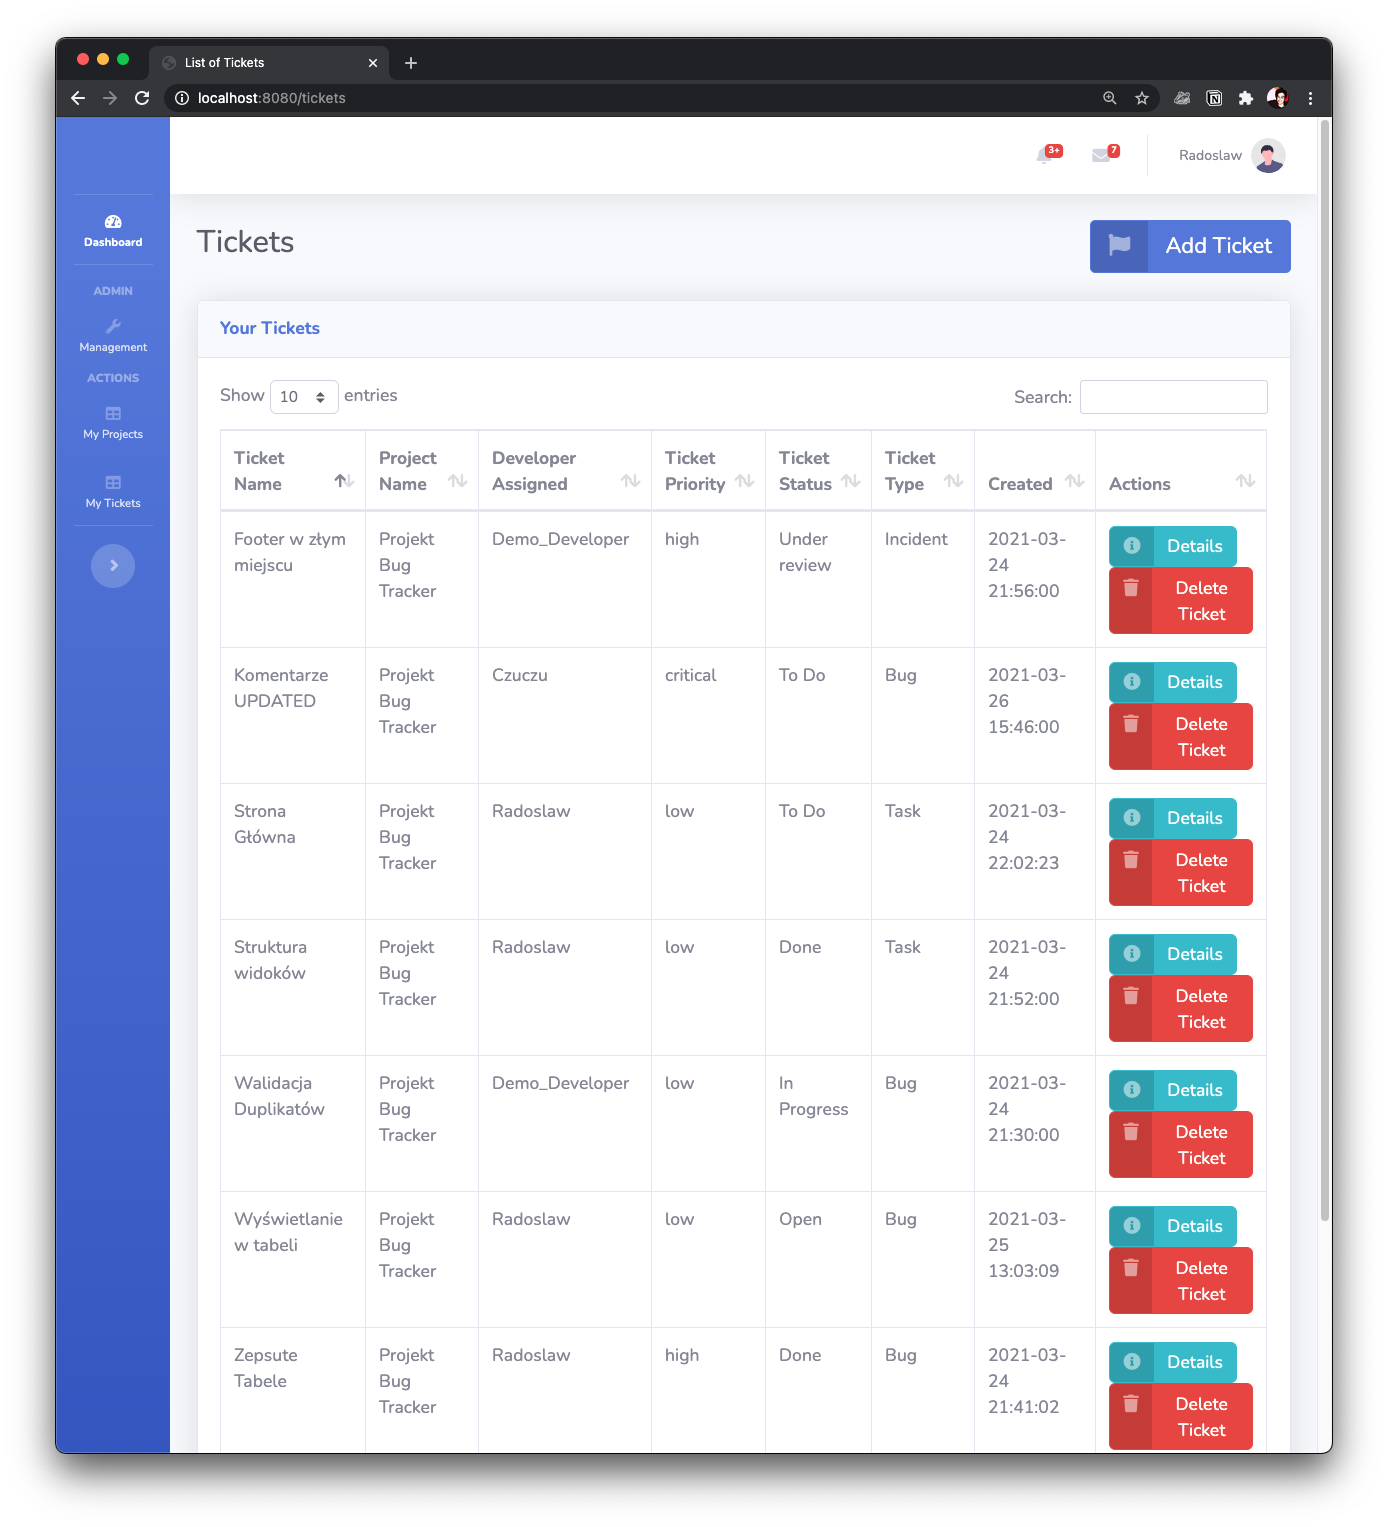 List of Tickets
localhost:8080/tickets
3+
7
Radoslaw
Dashboard
ADMIN
Management
ACTIONS
My Projects
My Tickets
Tickets
Add Ticket
Your Tickets
Show 10 entries
Search:
Ticket Name
Project Name
Developer Assigned
Ticket Priority
Ticket Status
Ticket Type
Created
Actions
Footer w złym
miejscu
Projekt
Bug
Tracker
Demo_Developer
high
Under
review
Incident
2021-03-
24
21:56:00
Details
Delete
Ticket
Komentarze
UPDATED
Projekt
Bug
Tracker
Czuczu
critical
To Do
Bug
2021-03-
26
15:46:00
Details
Delete
Ticket
Strona
Główna
Projekt
Bug
Tracker
Radoslaw
low
To Do
Task
2021-03-
24
22:02:23
Details
Delete
Ticket
Struktura
widoków
Projekt
Bug
Tracker
Radoslaw
low
Done
Task
2021-03-
24
21:52:00
Details
Delete
Ticket
Walidacja
Duplikatów
Projekt
Bug
Tracker
Demo_Developer
low
In
Progress
Bug
2021-03-
24
21:30:00
Details
Delete
Ticket
Wyświetlanie
w tabeli
Projekt
Bug
Tracker
Radoslaw
low
Open
Bug
2021-03-
25
13:03:09
Details
Delete
Ticket
Zepsute
Tabele
Projekt
Bug
Tracker
Radoslaw
high
Done
Bug
2021-03-
24
21:41:02
Details
Delete
Ticket